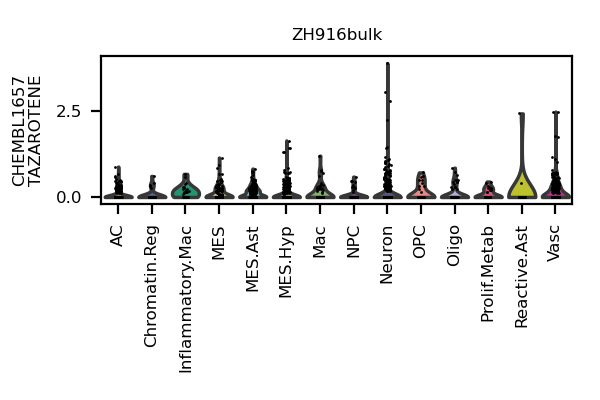 ZH916bulk
CHEMBL1657
TAZAROTENE
2.5
0.0
AC
Chromatin.Reg
Inflammatory.Mac
MES
MES.Ast
MES.Hyp
Mac
NPC
Neuron
OPC
Oligo
Prolif.Metab
Reactive.Ast
Vasc